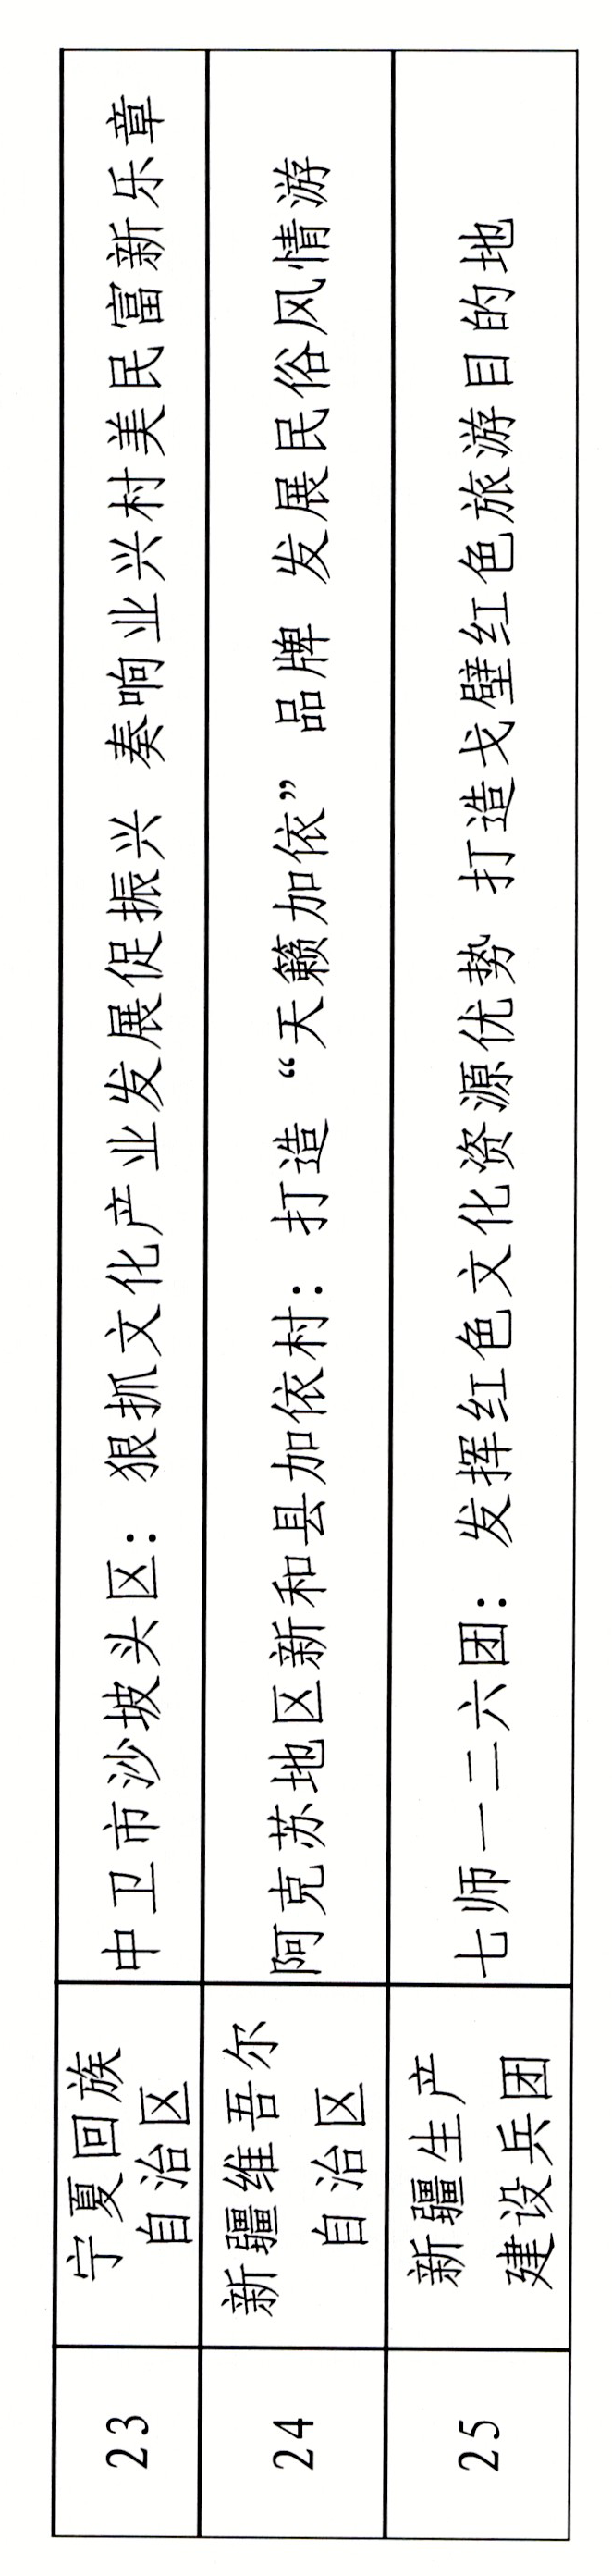 23
宁夏回族
自治区
中卫市沙坡头区：狠抓文化产业发展促振兴 奏响业兴村美民富新乐章
24
新疆维吾尔
自治区
阿克苏地区新和县加依村：打造“天籁加依”品牌 发展民俗风情游
25
新疆生产
建设兵团
七师一二六团：发挥红色文化资源优势 打造戈壁红色旅游目的地